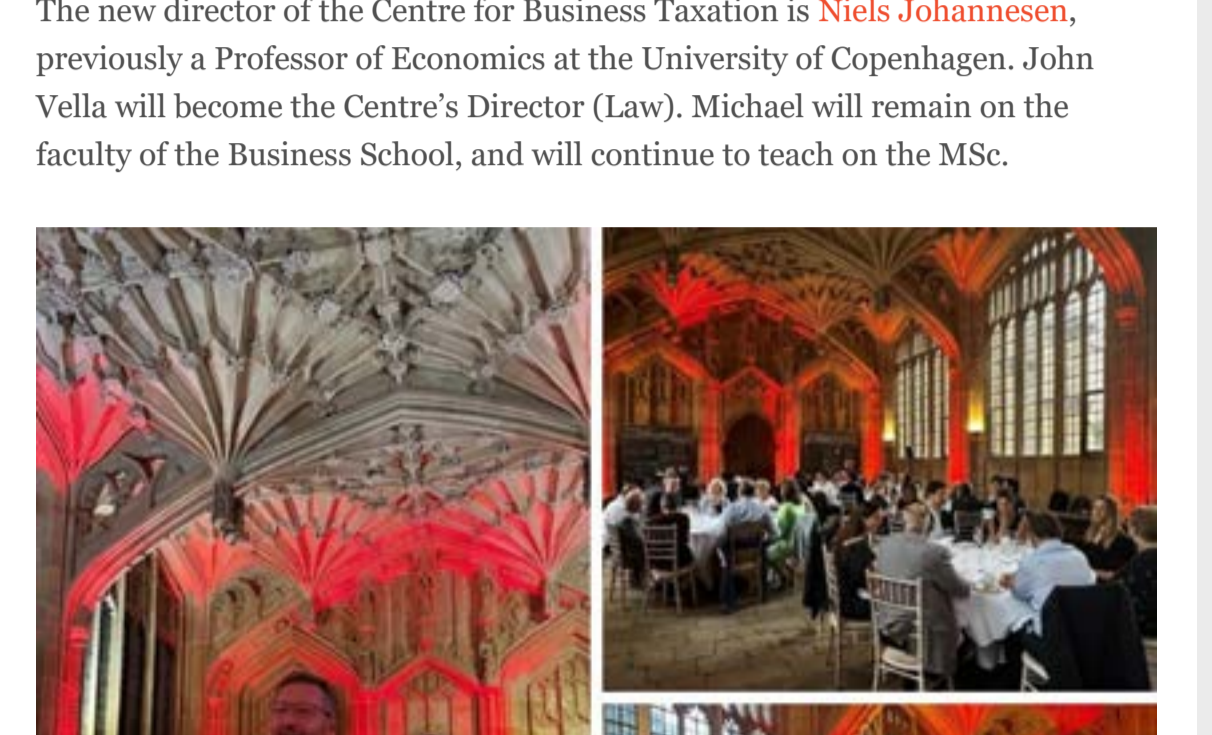 The new director of the Centre for Business Taxation is Niels Johannesen,
previously a Professor of Economics at the University of Copenhagen. John
Vella will become the Centre’s Director (Law). Michael will remain on the
faculty of the Business School, and will continue to teach on the MSc.